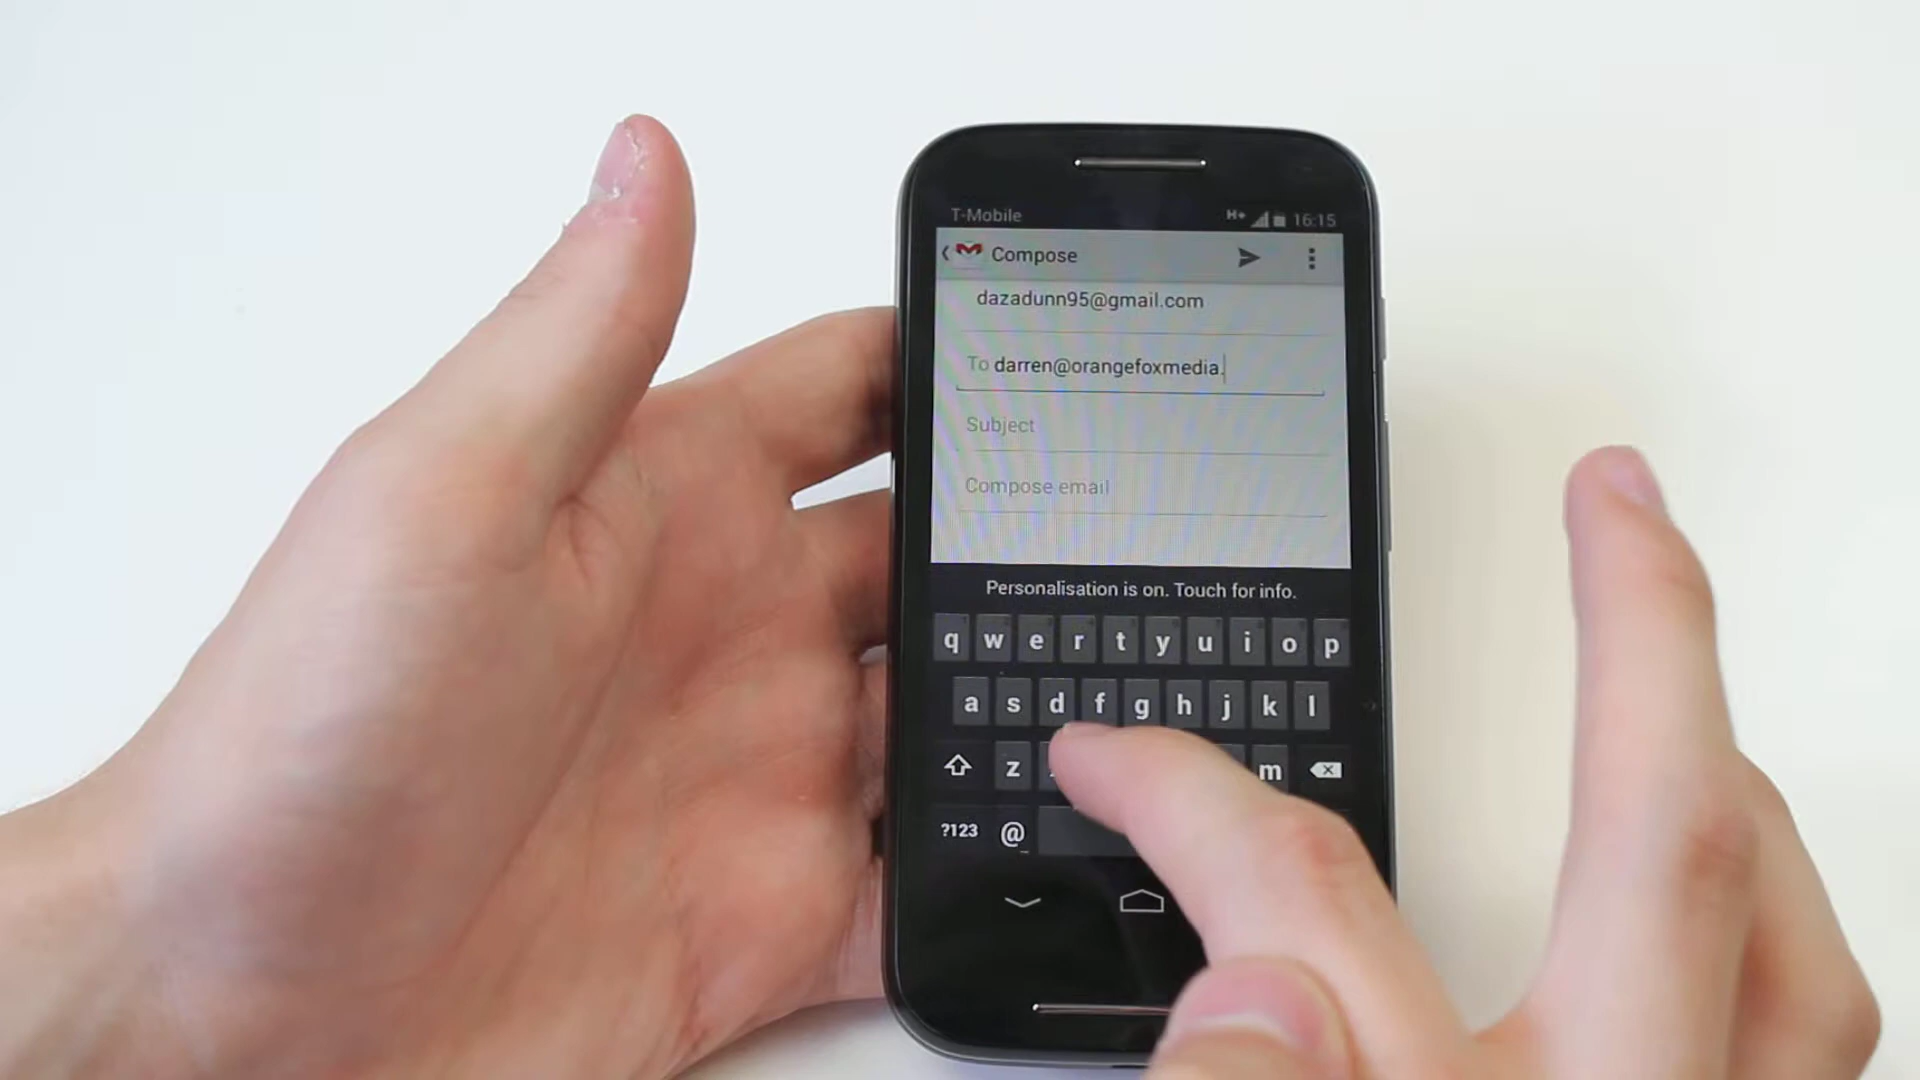 T-Mobile H+ 16:15
Compose
dazadunn95@gmail.com
To darren@orangefoxmedia.
Subject
Compose email
Personalisation is on. Touch for info.
q w e r t y u i o p
a s d f g h j k l
z m
?123 @